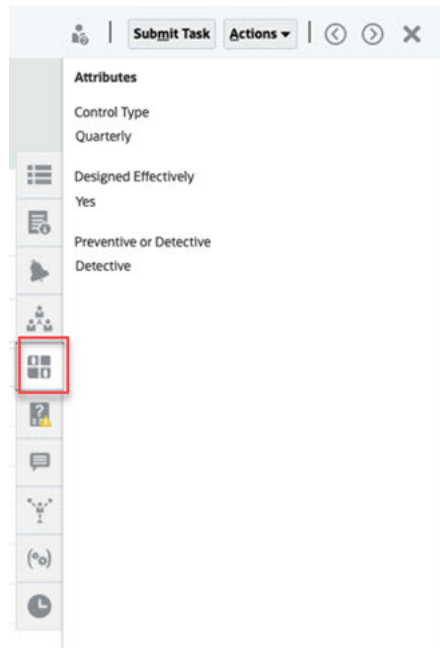 Submit Task Actions
Attributes
Control Type
Quarterly
Designed Effectively
Yes
Preventive or Detective
Detective